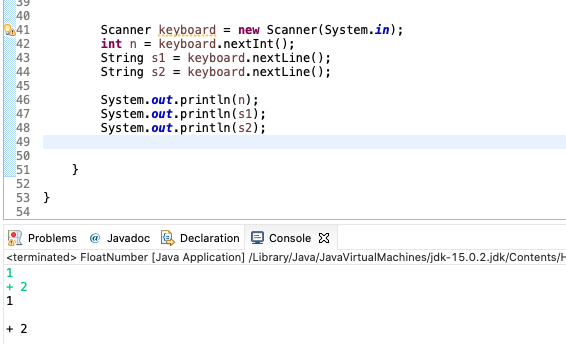 39
40
41 Scanner keyboard = new Scanner(System.in);
42 int n = keyboard.nextInt();
43 String s1 = keyboard.nextLine();
44 String s2 = keyboard.nextLine();
45
46 System.out.println(n);
47 System.out.println(s1);
48 System.out.println(s2);
49
50
51 }
52
53 }
54
Problems @ Javadoc Declaration Console
<terminated> FloatNumber [Java Application] /Library/Java/JavaVirtualMachines/jdk-15.0.2.jdk/Contents/H
1
+ 2
1
+ 2